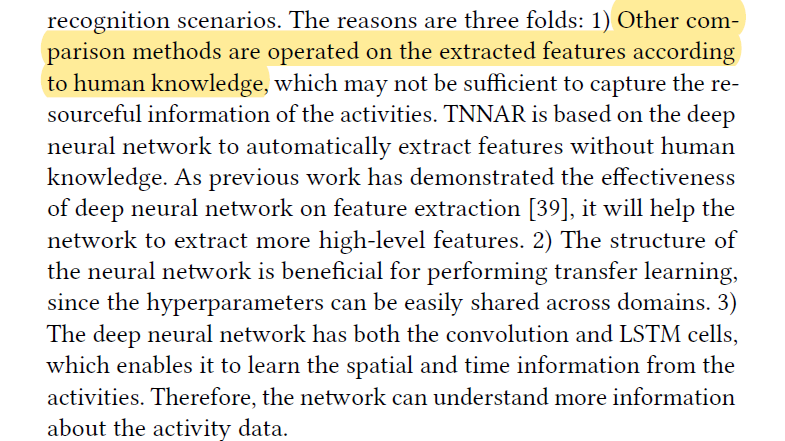 recognition scenarios. The reasons are three folds: 1) Other com-
parison methods are operated on the extracted features according
to human knowledge, which may not be sufficient to capture the re-
sourceful information of the activities. TNNAR is based on the deep
neural network to automatically extract features without human
knowledge. As previous work has demonstrated the effectiveness
of deep neural network on feature extraction [39], it will help the
network to extract more high-level features. 2) The structure of
the neural network is beneficial for performing transfer learning,
since the hyperparameters can be easily shared across domains. 3)
The deep neural network has both the convolution and LSTM cells,
which enables it to learn the spatial and time information from the
activities. Therefore, the network can understand more information
about the activity data.